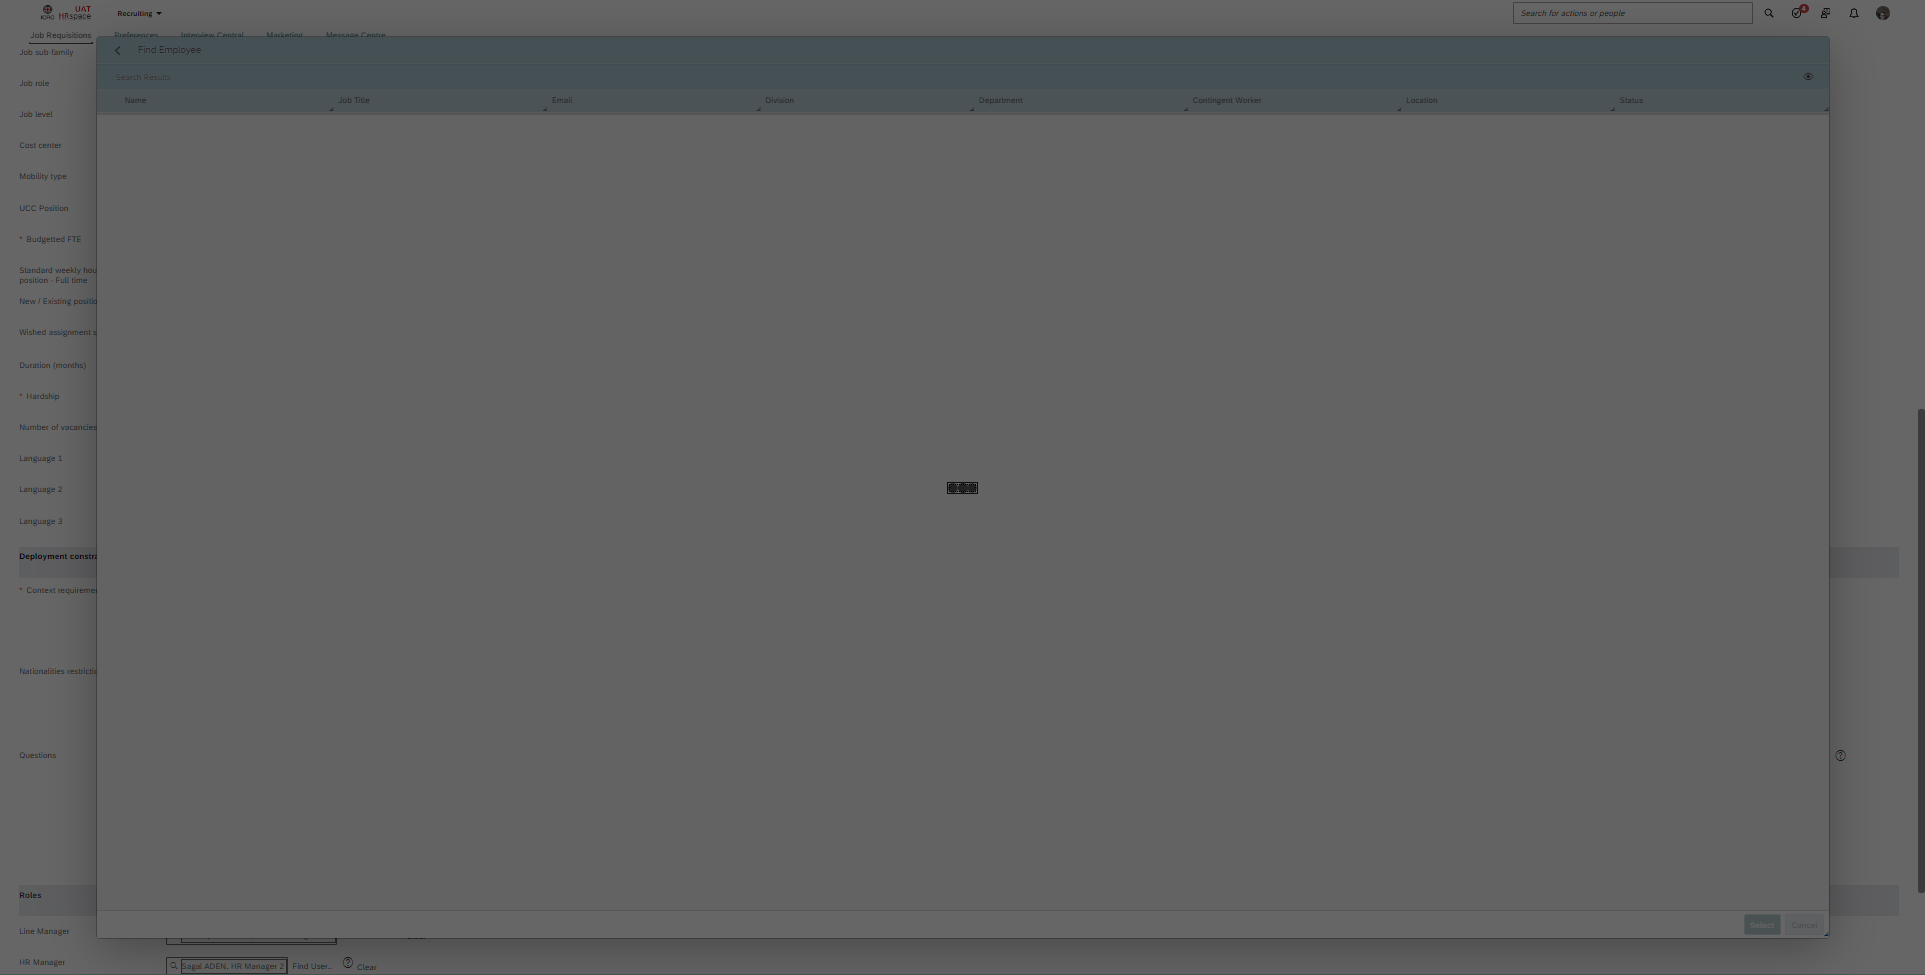 UAT
ICRC HRspace
Recruiting
Search for actions or people
4
Job Requisitions
Preferences
Interview Central
Marketing
Message Centre
Job sub family
Find Employee
Search Results
Name
Job Title
Email
Division
Department
Contingent Worker
Location
Status
Job role
Job level
Cost center
Mobility type
UCC Position
* Budgetted FTE
Standard weekly hou
position - Full time
New / Existing positio
Wished assignment s
Duration (months)
* Hardship
Number of vacancies
Language 1
Language 2
Language 3
Deployment constra
* Context requireme
Nationalities restricti
Questions
Roles
Select
Cancel
Line Manager
HR Manager
Sagal ADEN, HR Manager 2
Find User...
Clear